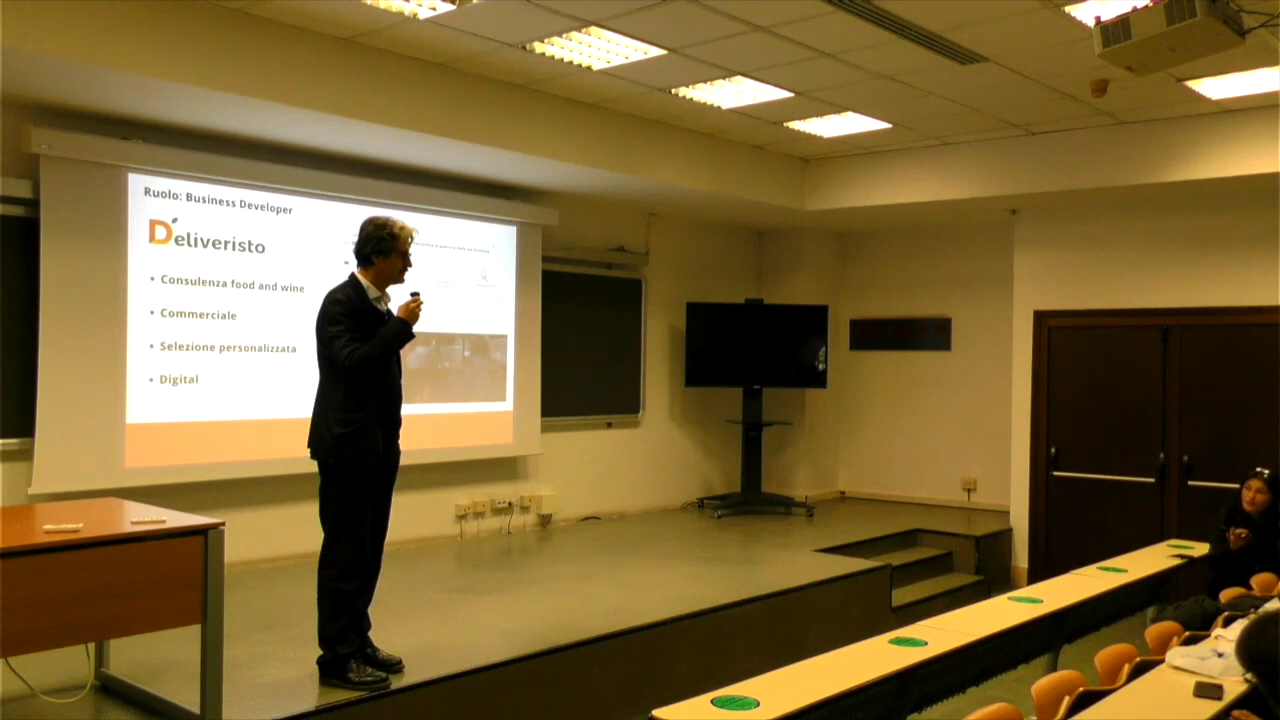 Ruolo: Business Developer
Deliveristo
• Consulenza food and wine
• Commerciale
• Selezione personalizzata
• Digital